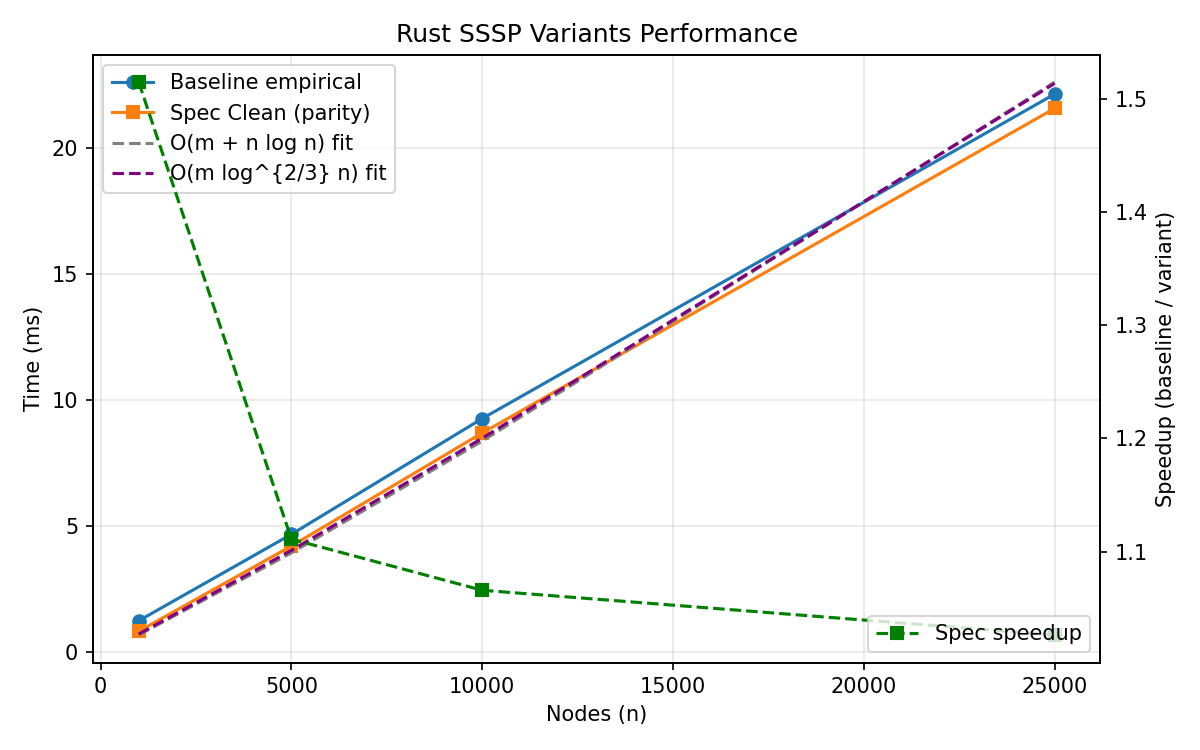 Rust SSSP Variants Performance
Baseline empirical
Spec Clean (parity)
O(m + n log n) fit
O(m log^{2/3} n) fit
Time (ms)
20
15
10
5
0
1.5
1.4
1.3
1.2
1.1
Speedup (baseline / variant)
Spec speedup
0
5000
10000
15000
20000
25000
Nodes (n)